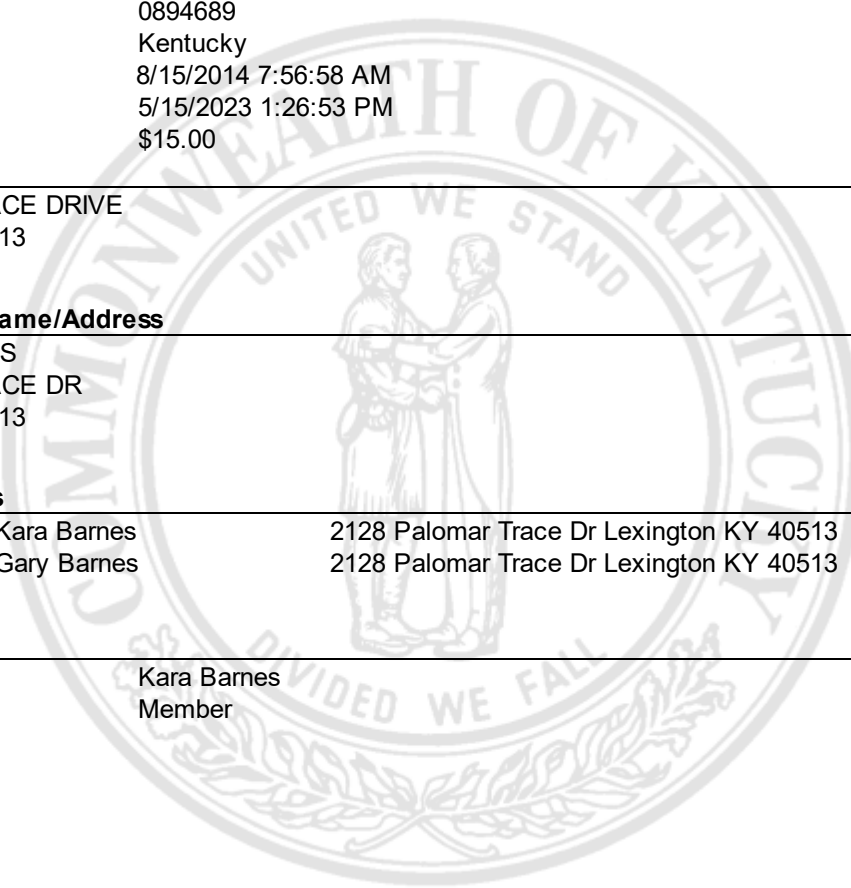 0894689
Kentucky
8/15/2014 7:56:58 AM
5/15/2023 1:26:53 PM
$15.00
CE DRIVE
13
ame/Address
S
CE DR
13
s
Kara Barnes 2128 Palomar Trace Dr Lexington KY 40513
Gary Barnes 2128 Palomar Trace Dr Lexington KY 40513
Kara Barnes
Member
COMMONWEALTH OF KENTUCKY
UNITED WE STAND
DIVIDED WE FALL